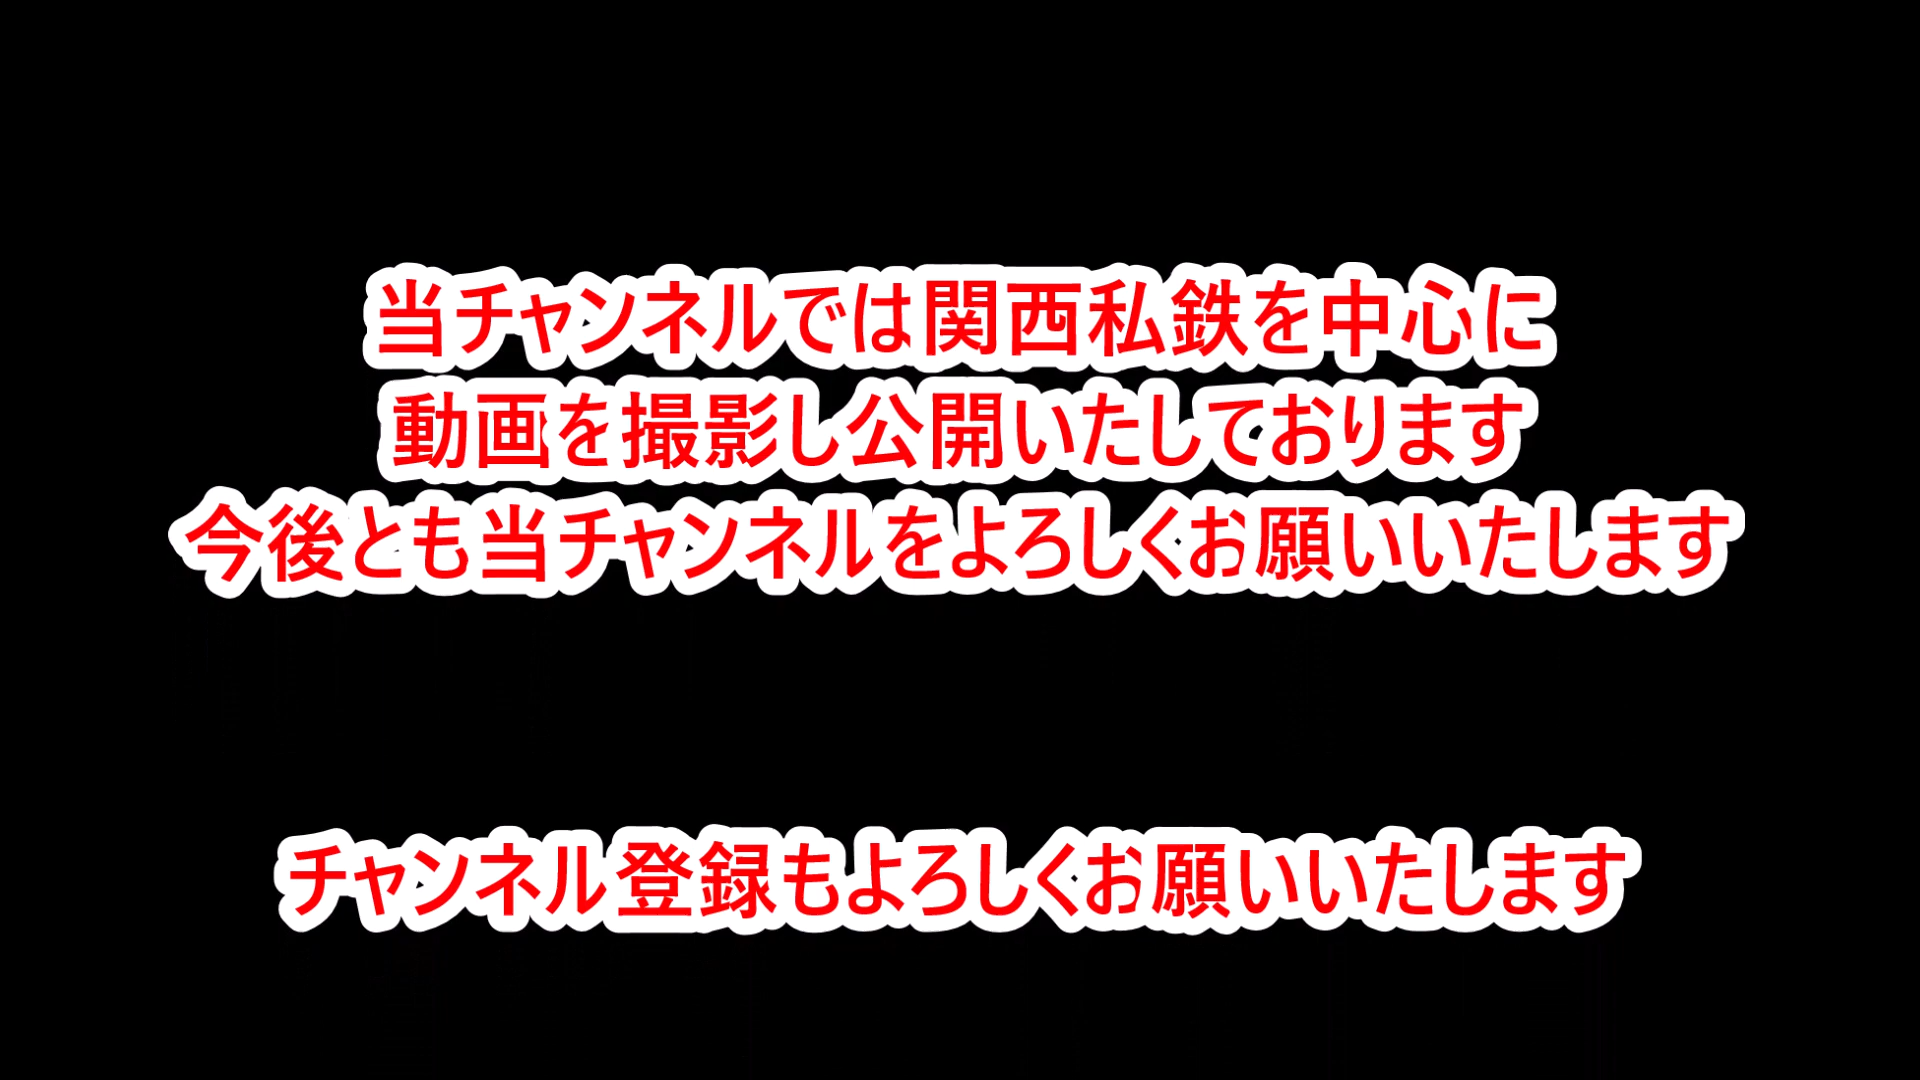 当チャンネルでは関西私鉄を中心に
動画を撮影し公開いたしております
今後とも当チャンネルをよろしくお願いいたします
チャンネル登録もよろしくお願いいたします